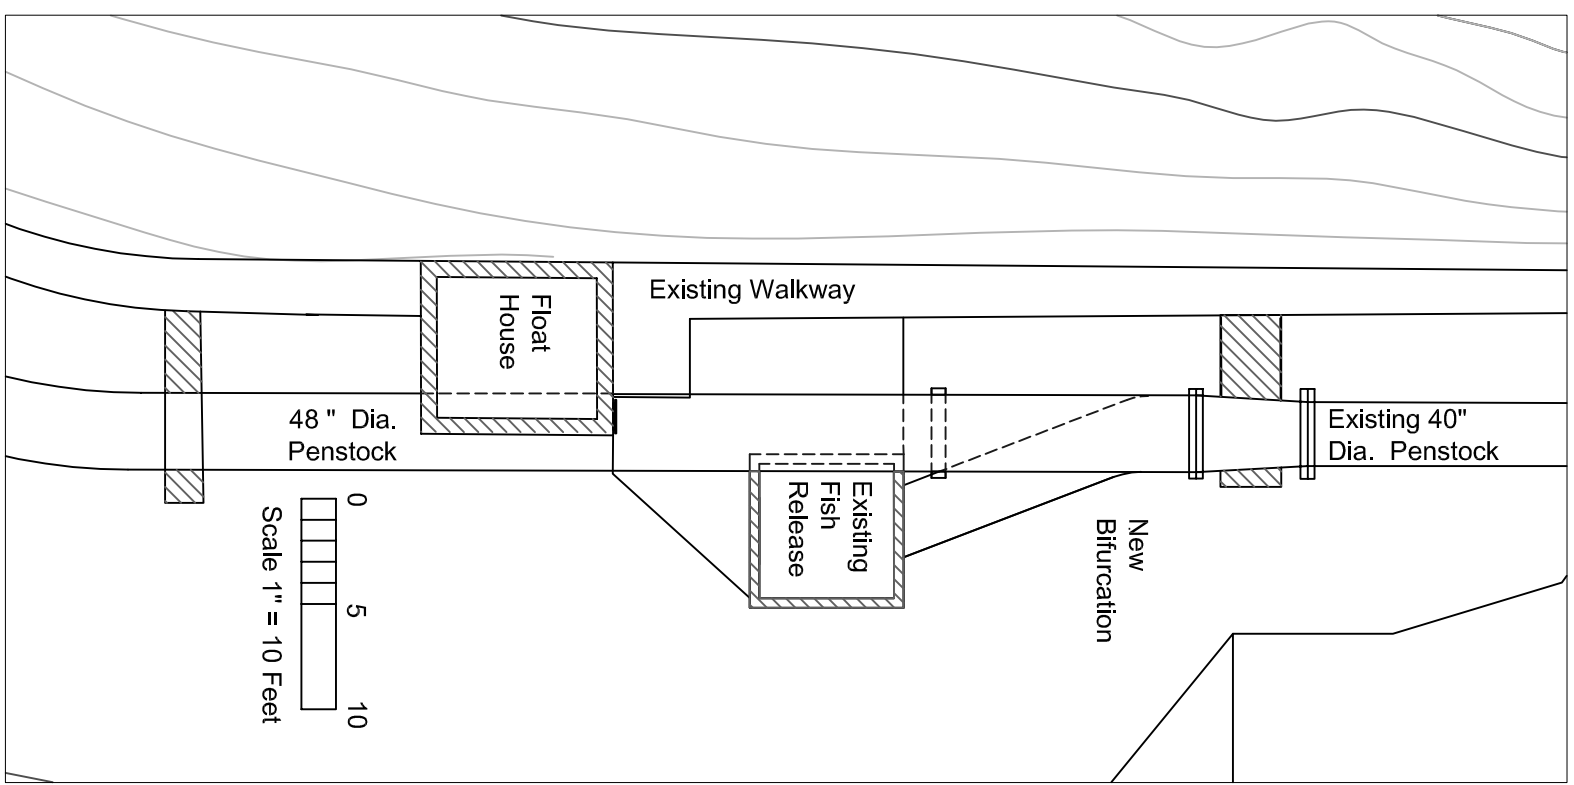 Existing Walkway
Float
House
48 " Dia.
Penstock
Existing 40"
Dia. Penstock
Existing
Fish
Release
New
Bifurcation
0
5
10
Scale 1" = 10 Feet